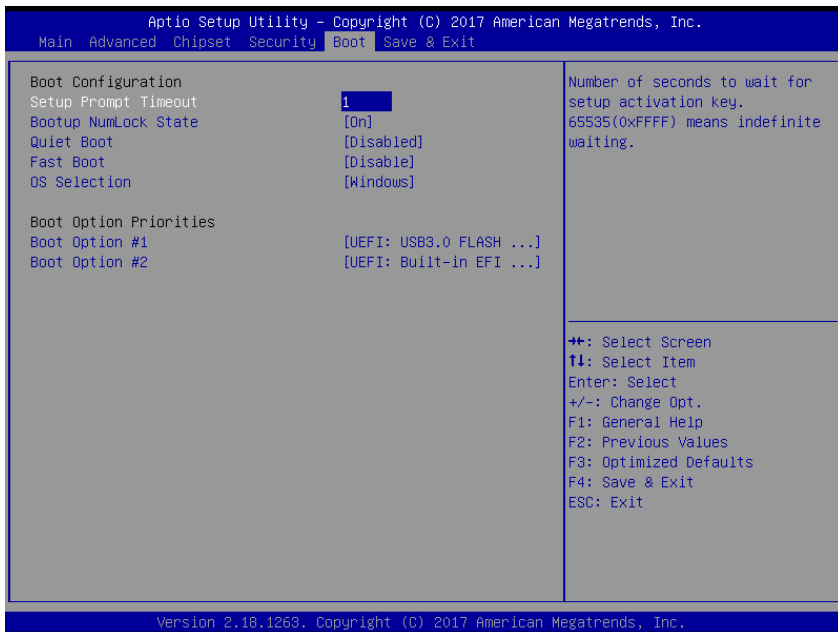 Aptio Setup Utility – Copyright (C) 2017 American Megatrends, Inc.
Main Advanced Chipset Security Boot Save & Exit
Boot Configuration
Setup Prompt Timeout 1
Bootup NumLock State [On]
Quiet Boot [Disabled]
Fast Boot [Disable]
OS Selection [Windows]
Boot Option Priorities
Boot Option #1 [UEFI: USB3.0 FLASH ...]
Boot Option #2 [UEFI: Built-in EFI ...]
Number of seconds to wait for
setup activation key.
65535(0xFFFF) means indefinite
waiting.
→←: Select Screen
↑↓: Select Item
Enter: Select
+/-: Change Opt.
F1: General Help
F2: Previous Values
F3: Optimized Defaults
F4: Save & Exit
ESC: Exit
Version 2.18.1263. Copyright (C) 2017 American Megatrends, Inc.